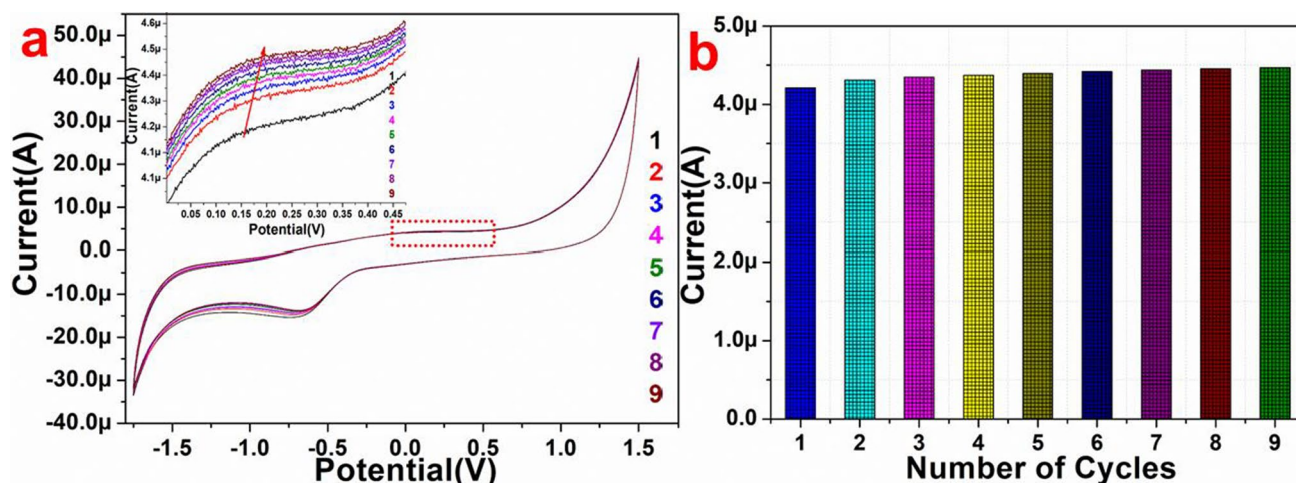 a
Current(A)
50.0µ
40.0µ
30.0µ
20.0µ
10.0µ
0.0
-10.0µ
-20.0µ
-30.0µ
-40.0µ
-1.5
-1.0
-0.5
0.0
0.5
1.0
1.5
Potential(V)
Current(A)
4.6µ
4.5µ
4.4µ
4.3µ
4.2µ
4.1µ
4.1µ
0.05
0.10
0.15
0.20
0.25
0.30
0.35
0.40
0.45
Potential(V)
1
2
3
4
5
6
7
8
9
1
2
3
4
5
6
7
8
9
b
Current(A)
5.0µ
4.0µ
3.0µ
2.0µ
1.0µ
0.0
1
2
3
4
5
6
7
8
9
Number of Cycles